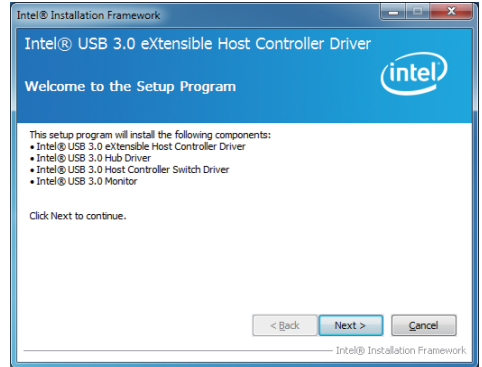 Intel® Installation Framework
Intel® USB 3.0 eXtensible Host Controller Driver
intel®
Welcome to the Setup Program
This setup program will install the following components:
• Intel® USB 3.0 eXtensible Host Controller Driver
• Intel® USB 3.0 Hub Driver
• Intel® USB 3.0 Host Controller Switch Driver
• Intel® USB 3.0 Monitor
Click Next to continue.
< Back Next > Cancel
Intel® Installation Framework